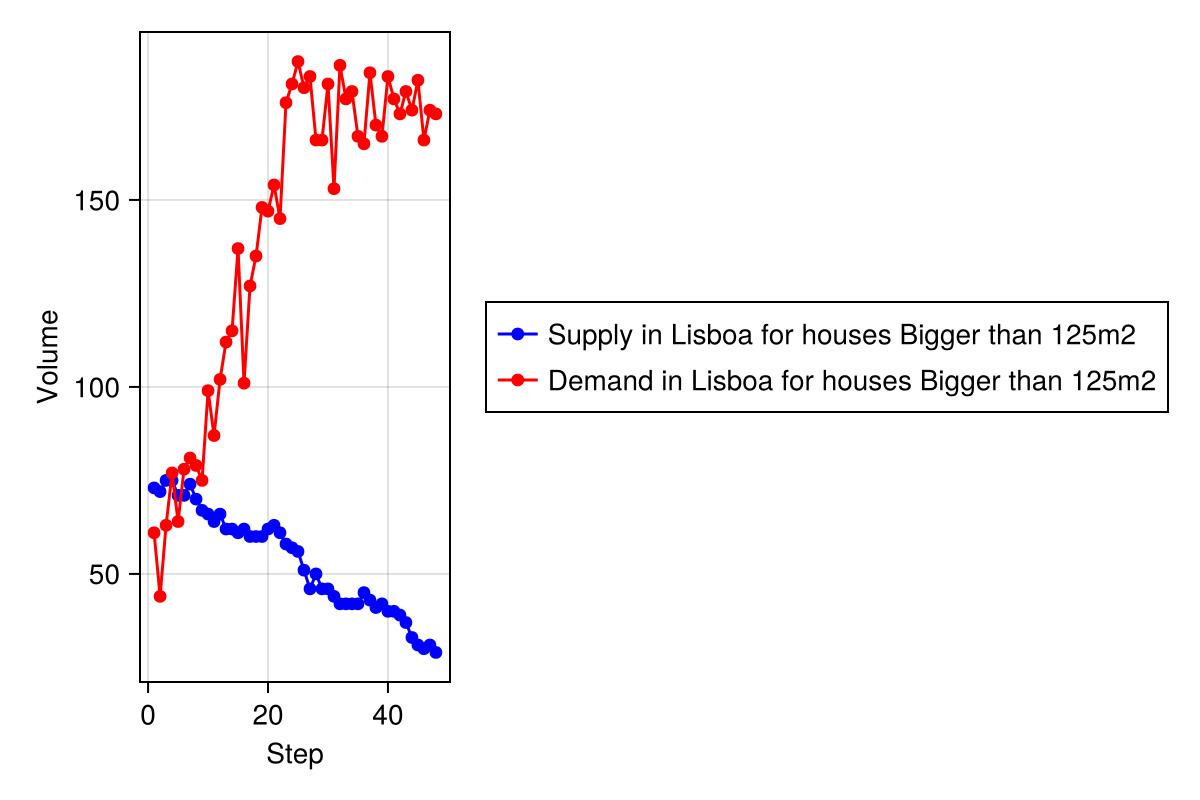 Volume
150
100
50
0 20 40
Step
Supply in Lisboa for houses Bigger than 125m2
Demand in Lisboa for houses Bigger than 125m2